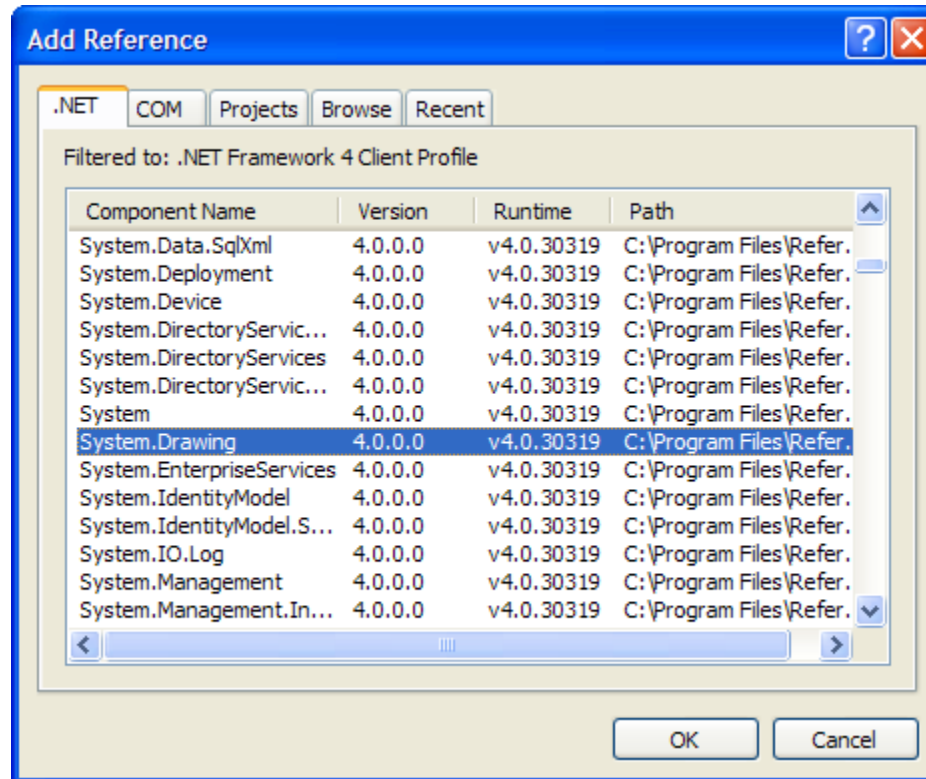 Add Reference
.NET COM Projects Browse Recent
Filtered to: .NET Framework 4 Client Profile
Component Name Version Runtime Path
System.Data.SqlXml 4.0.0.0 v4.0.30319 C:\Program Files\Refer.
System.Deployment 4.0.0.0 v4.0.30319 C:\Program Files\Refer.
System.Device 4.0.0.0 v4.0.30319 C:\Program Files\Refer.
System.DirectoryServic... 4.0.0.0 v4.0.30319 C:\Program Files\Refer.
System.DirectoryServices 4.0.0.0 v4.0.30319 C:\Program Files\Refer.
System.DirectoryServic... 4.0.0.0 v4.0.30319 C:\Program Files\Refer.
System 4.0.0.0 v4.0.30319 C:\Program Files\Refer.
System.Drawing 4.0.0.0 v4.0.30319 C:\Program Files\Refer.
System.EnterpriseServices 4.0.0.0 v4.0.30319 C:\Program Files\Refer.
System.IdentityModel 4.0.0.0 v4.0.30319 C:\Program Files\Refer.
System.IdentityModel.S... 4.0.0.0 v4.0.30319 C:\Program Files\Refer.
System.IO.Log 4.0.0.0 v4.0.30319 C:\Program Files\Refer.
System.Management 4.0.0.0 v4.0.30319 C:\Program Files\Refer.
System.Management.In... 4.0.0.0 v4.0.30319 C:\Program Files\Refer.
OK Cancel